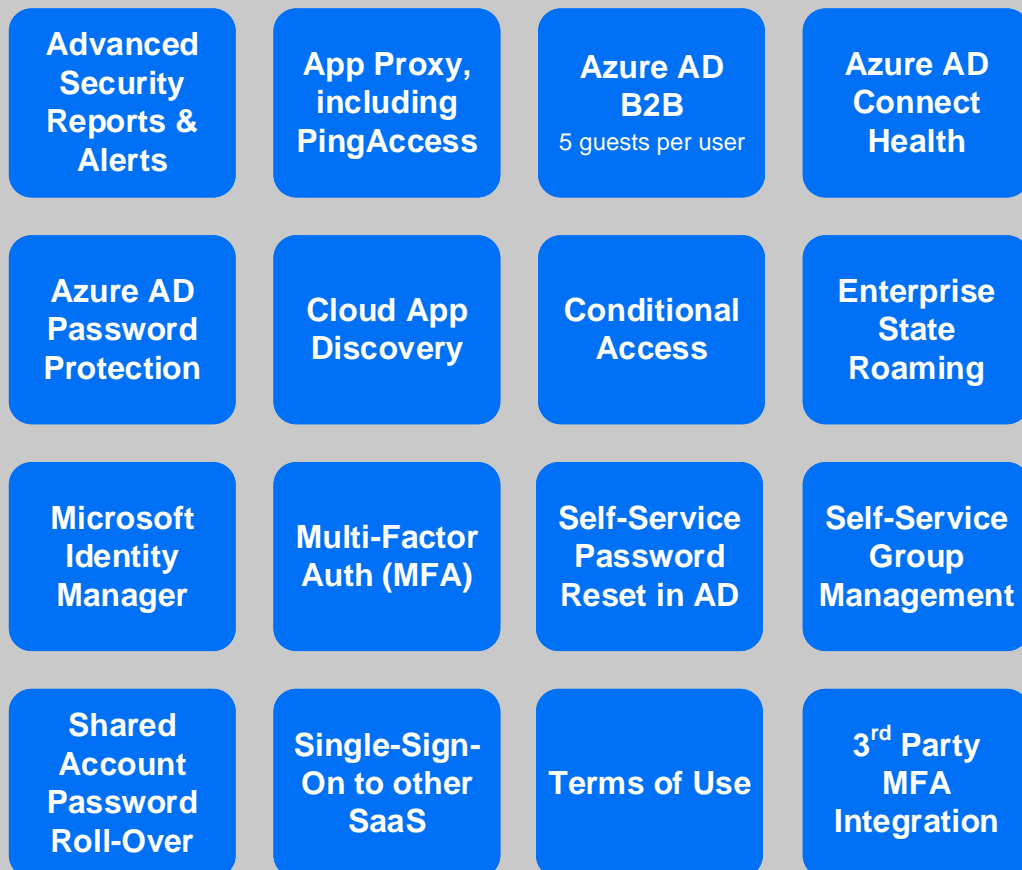 Advanced
Security
Reports &
Alerts
App Proxy,
including
PingAccess
Azure AD
B2B
5 guests per user
Azure AD
Connect
Health
Azure AD
Password
Protection
Cloud App
Discovery
Conditional
Access
Enterprise
State
Roaming
Microsoft
Identity
Manager
Multi-Factor
Auth (MFA)
Self-Service
Password
Reset in AD
Self-Service
Group
Management
Shared
Account
Password
Roll-Over
Single-Sign-
On to other
SaaS
Terms of Use
3rd Party
MFA
Integration